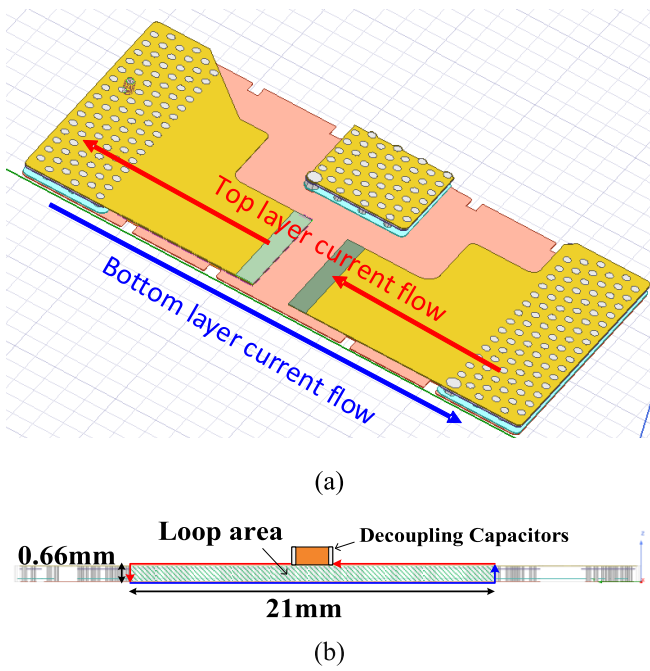 Top layer current flow
Bottom layer current flow
(a)
Loop area
Decoupling Capacitors
0.66mm
21mm
(b)